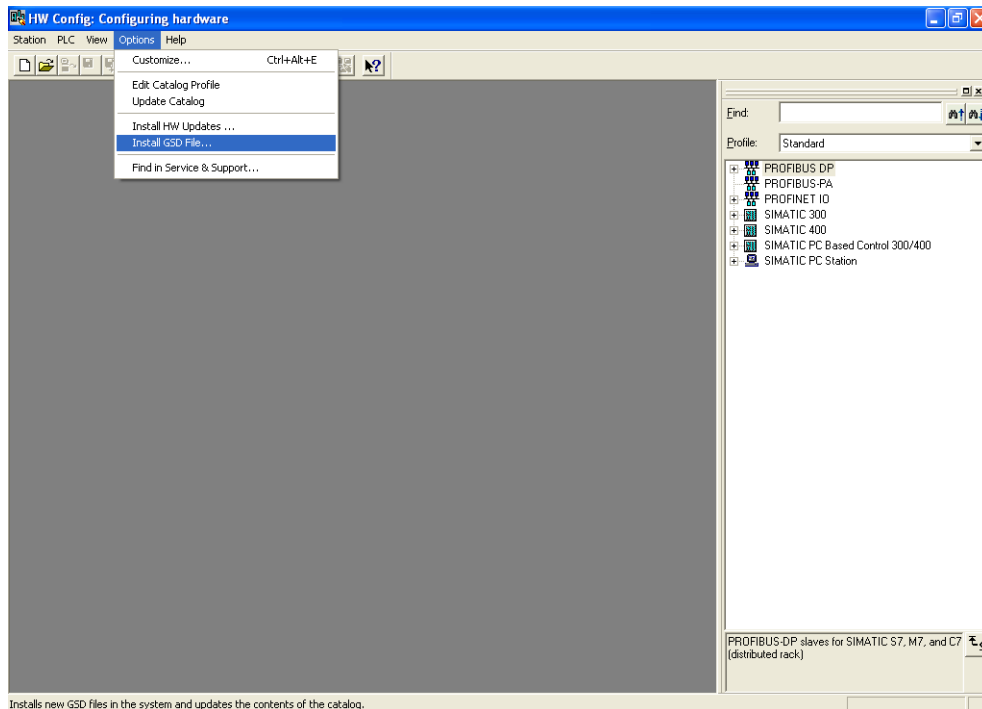 HW Config: Configuring hardware
Station PLC View Options Help
Customize... Ctrl+Alt+E
Edit Catalog Profile
Update Catalog
Install HW Updates ...
Install GSD File...
Find in Service & Support...
Find:
Profile: Standard
PROFIBUS DP
PROFIBUS-PA
PROFINET IO
SIMATIC 300
SIMATIC 400
SIMATIC PC Based Control 300/400
SIMATIC PC Station
PROFIBUS-DP slaves for SIMATIC S7, M7, and C7
(distributed rack)
Installs new GSD files in the system and updates the contents of the catalog.